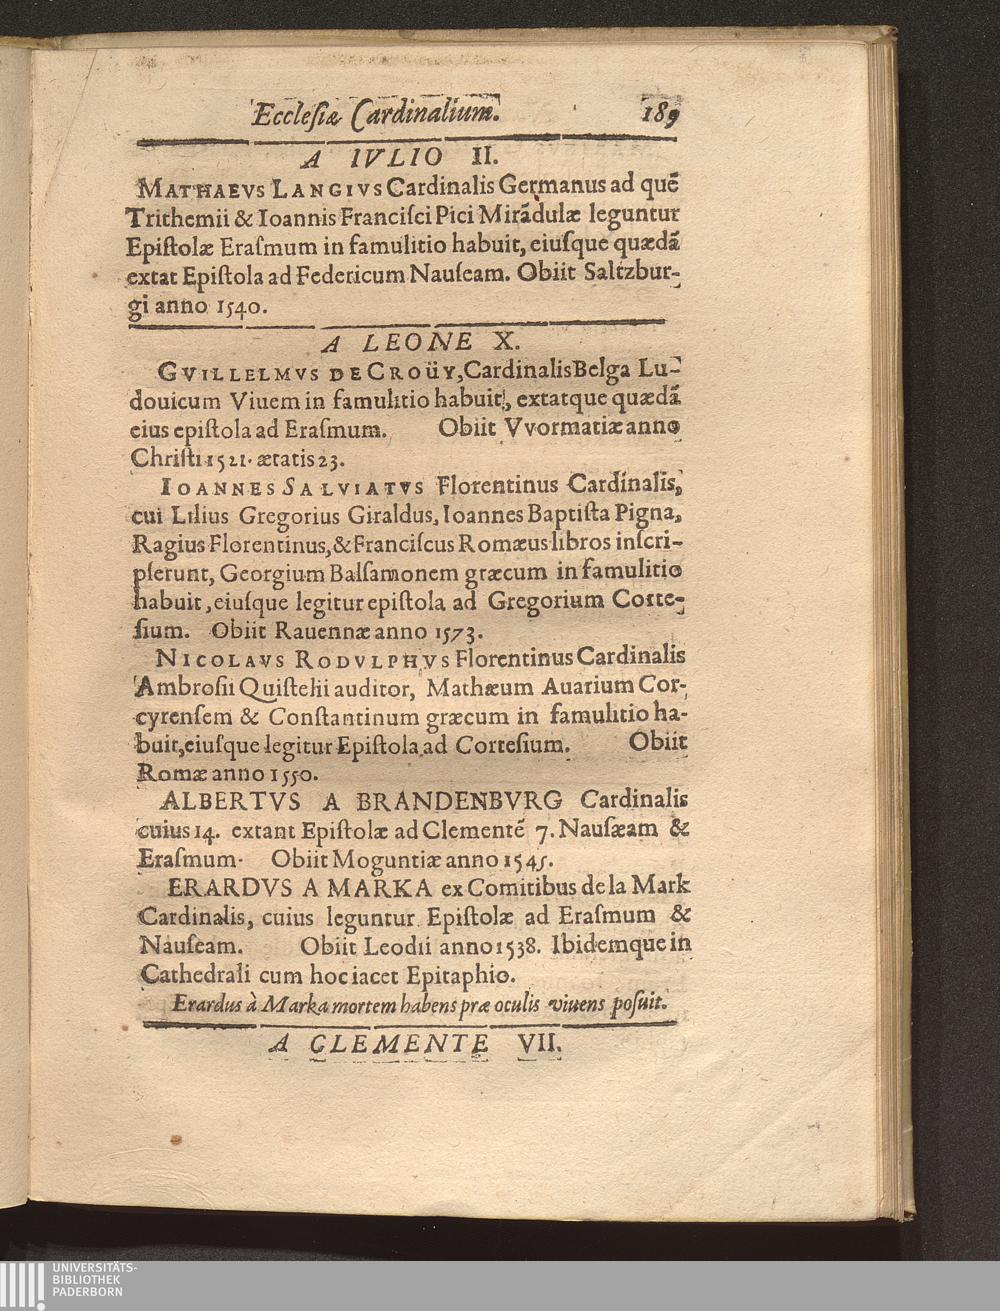 Ecclesiæ Cardinalium. 189
A IVLIO II.
MATHAEVS LANGIVS Cardinalis Germanus ad quē
Trithemii & Ioannis Franciſci Pici Mirādulæ leguntur
Epiſtolæ Eraſmum in famulitio habuit, eiuſque quædā
extat Epiſtola ad Federicum Nauſeam. Obiit Saltzbur-
gi anno 1540.
A LEONE X.
GVILLELMVS DE CROÜY, Cardinalis Belga Lu-
douicum Viuem in famulitio habuit, extatque quædā
eius epiſtola ad Eraſmum. Obiit VVormatiæ anno
Chriſti 1521. ætatis 23.
IOANNES SALVIATVS Florentinus Cardinalis,
cui Lilius Gregorius Giraldus, Ioannes Baptiſta Pigna,
Ragius Florentinus, & Franciſcus Romæus libros inſcri-
pſerunt, Georgium Balſamonem græcum in famulitio
habuit, eiuſque legitur epiſtola ad Gregorium Corte-
ſium. Obiit Rauennæ anno 1573.
NICOLAVS RODVLPHVS Florentinus Cardinalis
Ambroſii Quiſtelii auditor, Mathæum Auarium Cor-
cyrenſem & Conſtantinum græcum in famulitio ha-
buit, eiuſque legitur Epiſtola ad Corteſium. Obiit
Romæ anno 1550.
ALBERTVS A BRANDENBVRG Cardinalis
cuius 14. extant Epiſtolæ ad Clementē 7. Nauſæam &
Eraſmum. Obiit Moguntiæ anno 1545.
ERARDVS A MARKA ex Comitibus de la Mark
Cardinalis, cuius leguntur Epiſtolæ ad Eraſmum &
Nauſeam. Obiit Leodii anno 1538. Ibidemque in
Cathedrali cum hoc iacet Epitaphio.
Erardus à Marka mortem habens præ oculis viuens poſuit.
A CLEMENTE VII.
UNIVERSITÄTS-
BIBLIOTHEK
PADERBORN